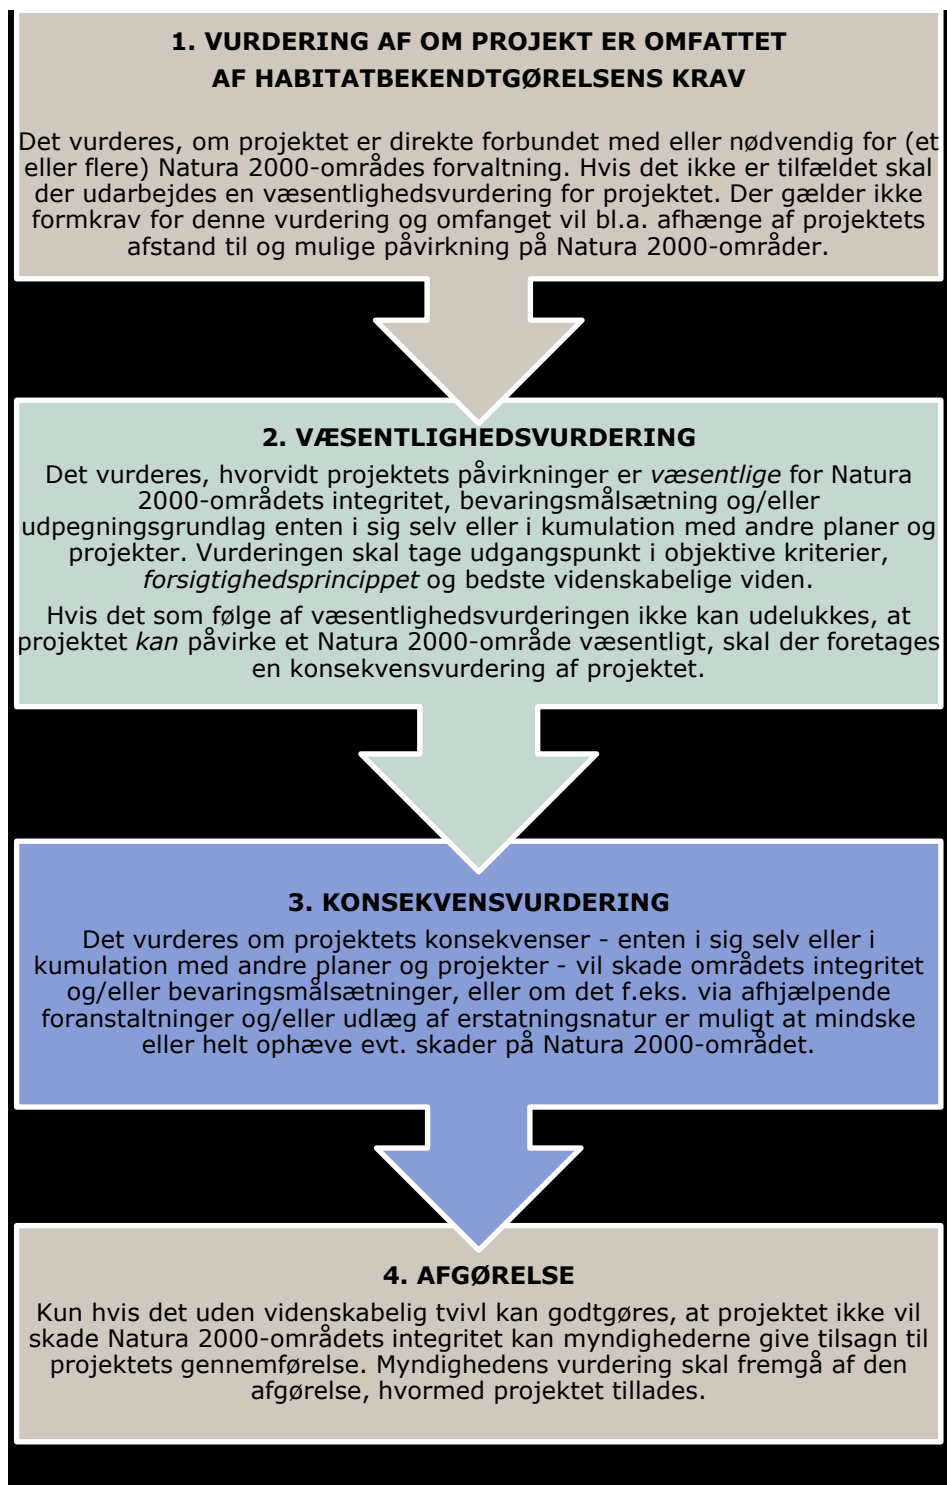 1. VURDERING AF OM PROJEKT ER OMFATTET
AF HABITATBEKENDTGØRELSENS KRAV
Det vurderes, om projektet er direkte forbundet med eller nødvendig for (et
eller flere) Natura 2000-områdes forvaltning. Hvis det ikke er tilfældet skal
der udarbejdes en væsentlighedsvurdering for projektet. Der gælder ikke
formkrav for denne vurdering og omfanget vil bl.a. afhænge af projektets
afstand til og mulige påvirkning på Natura 2000-områder.
2. VÆSENTLIGHEDSVURDERING
Det vurderes, hvorvidt projektets påvirkninger er væsentlige for Natura
2000-områdets integritet, bevaringsmålsætning og/eller
udpegningsgrundlag enten i sig selv eller i kumulation med andre planer og
projekter. Vurderingen skal tage udgangspunkt i objektive kriterier,
forsigtighedsprincippet og bedste videnskabelige viden.
Hvis det som følge af væsentlighedsvurderingen ikke kan udelukkes, at
projektet kan påvirke et Natura 2000-område væsentligt, skal der foretages
en konsekvensvurdering af projektet.
3. KONSEKVENSVURDERING
Det vurderes om projektets konsekvenser - enten i sig selv eller i
kumulation med andre planer og projekter - vil skade områdets integritet
og/eller bevaringsmålsætninger, eller om det f.eks. via afhjælpende
foranstaltninger og/eller udlæg af erstatningsnatur er muligt at mindske
eller helt ophæve evt. skader på Natura 2000-området.
4. AFGØRELSE
Kun hvis det uden videnskabelig tvivl kan godtgøres, at projektet ikke vil
skade Natura 2000-områdets integritet kan myndighederne give tilsagn til
projektets gennemførelse. Myndighedens vurdering skal fremgå af den
afgørelse, hvormed projektet tillades.